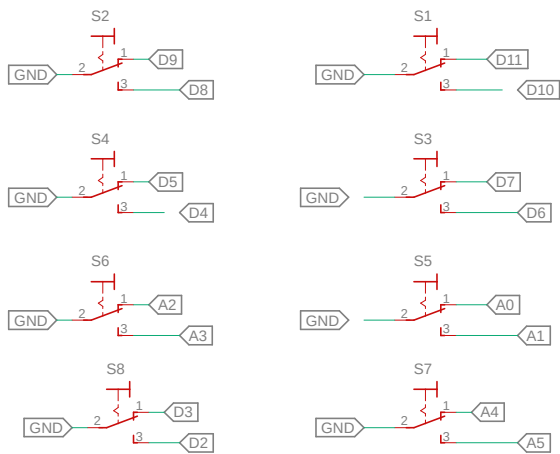 S2
1
D9
GND
2
3
D8
S1
1
D11
GND
2
3
D10
S4
1
D5
GND
2
3
D4
S3
1
D7
GND
2
3
D6
S6
1
A2
GND
2
3
A3
S5
1
A0
GND
2
3
A1
S8
1
D3
GND
2
3
D2
S7
1
A4
GND
2
3
A5